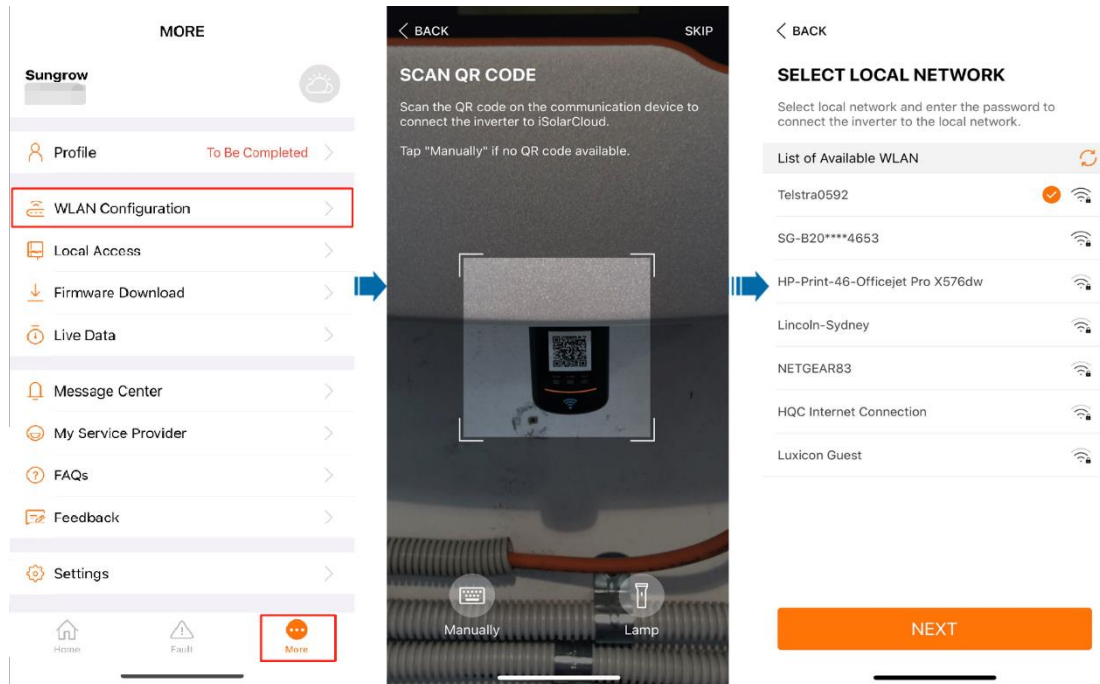 MORE
Sungrow
Profile To Be Completed
WLAN Configuration
Local Access
Firmware Download
Live Data
Message Center
My Service Provider
FAQs
Feedback
Settings
Home Fault More
BACK SKIP
SCAN QR CODE
Scan the QR code on the communication device to
connect the inverter to iSolarCloud.
Tap "Manually" if no QR code available.
Manually Lamp
BACK
SELECT LOCAL NETWORK
Select local network and enter the password to
connect the inverter to the local network.
List of Available WLAN
Telstra0592
SG-B20****4653
HP-Print-46-Officejet Pro X576dw
Lincoln-Sydney
NETGEAR83
HQC Internet Connection
Luxicon Guest
NEXT